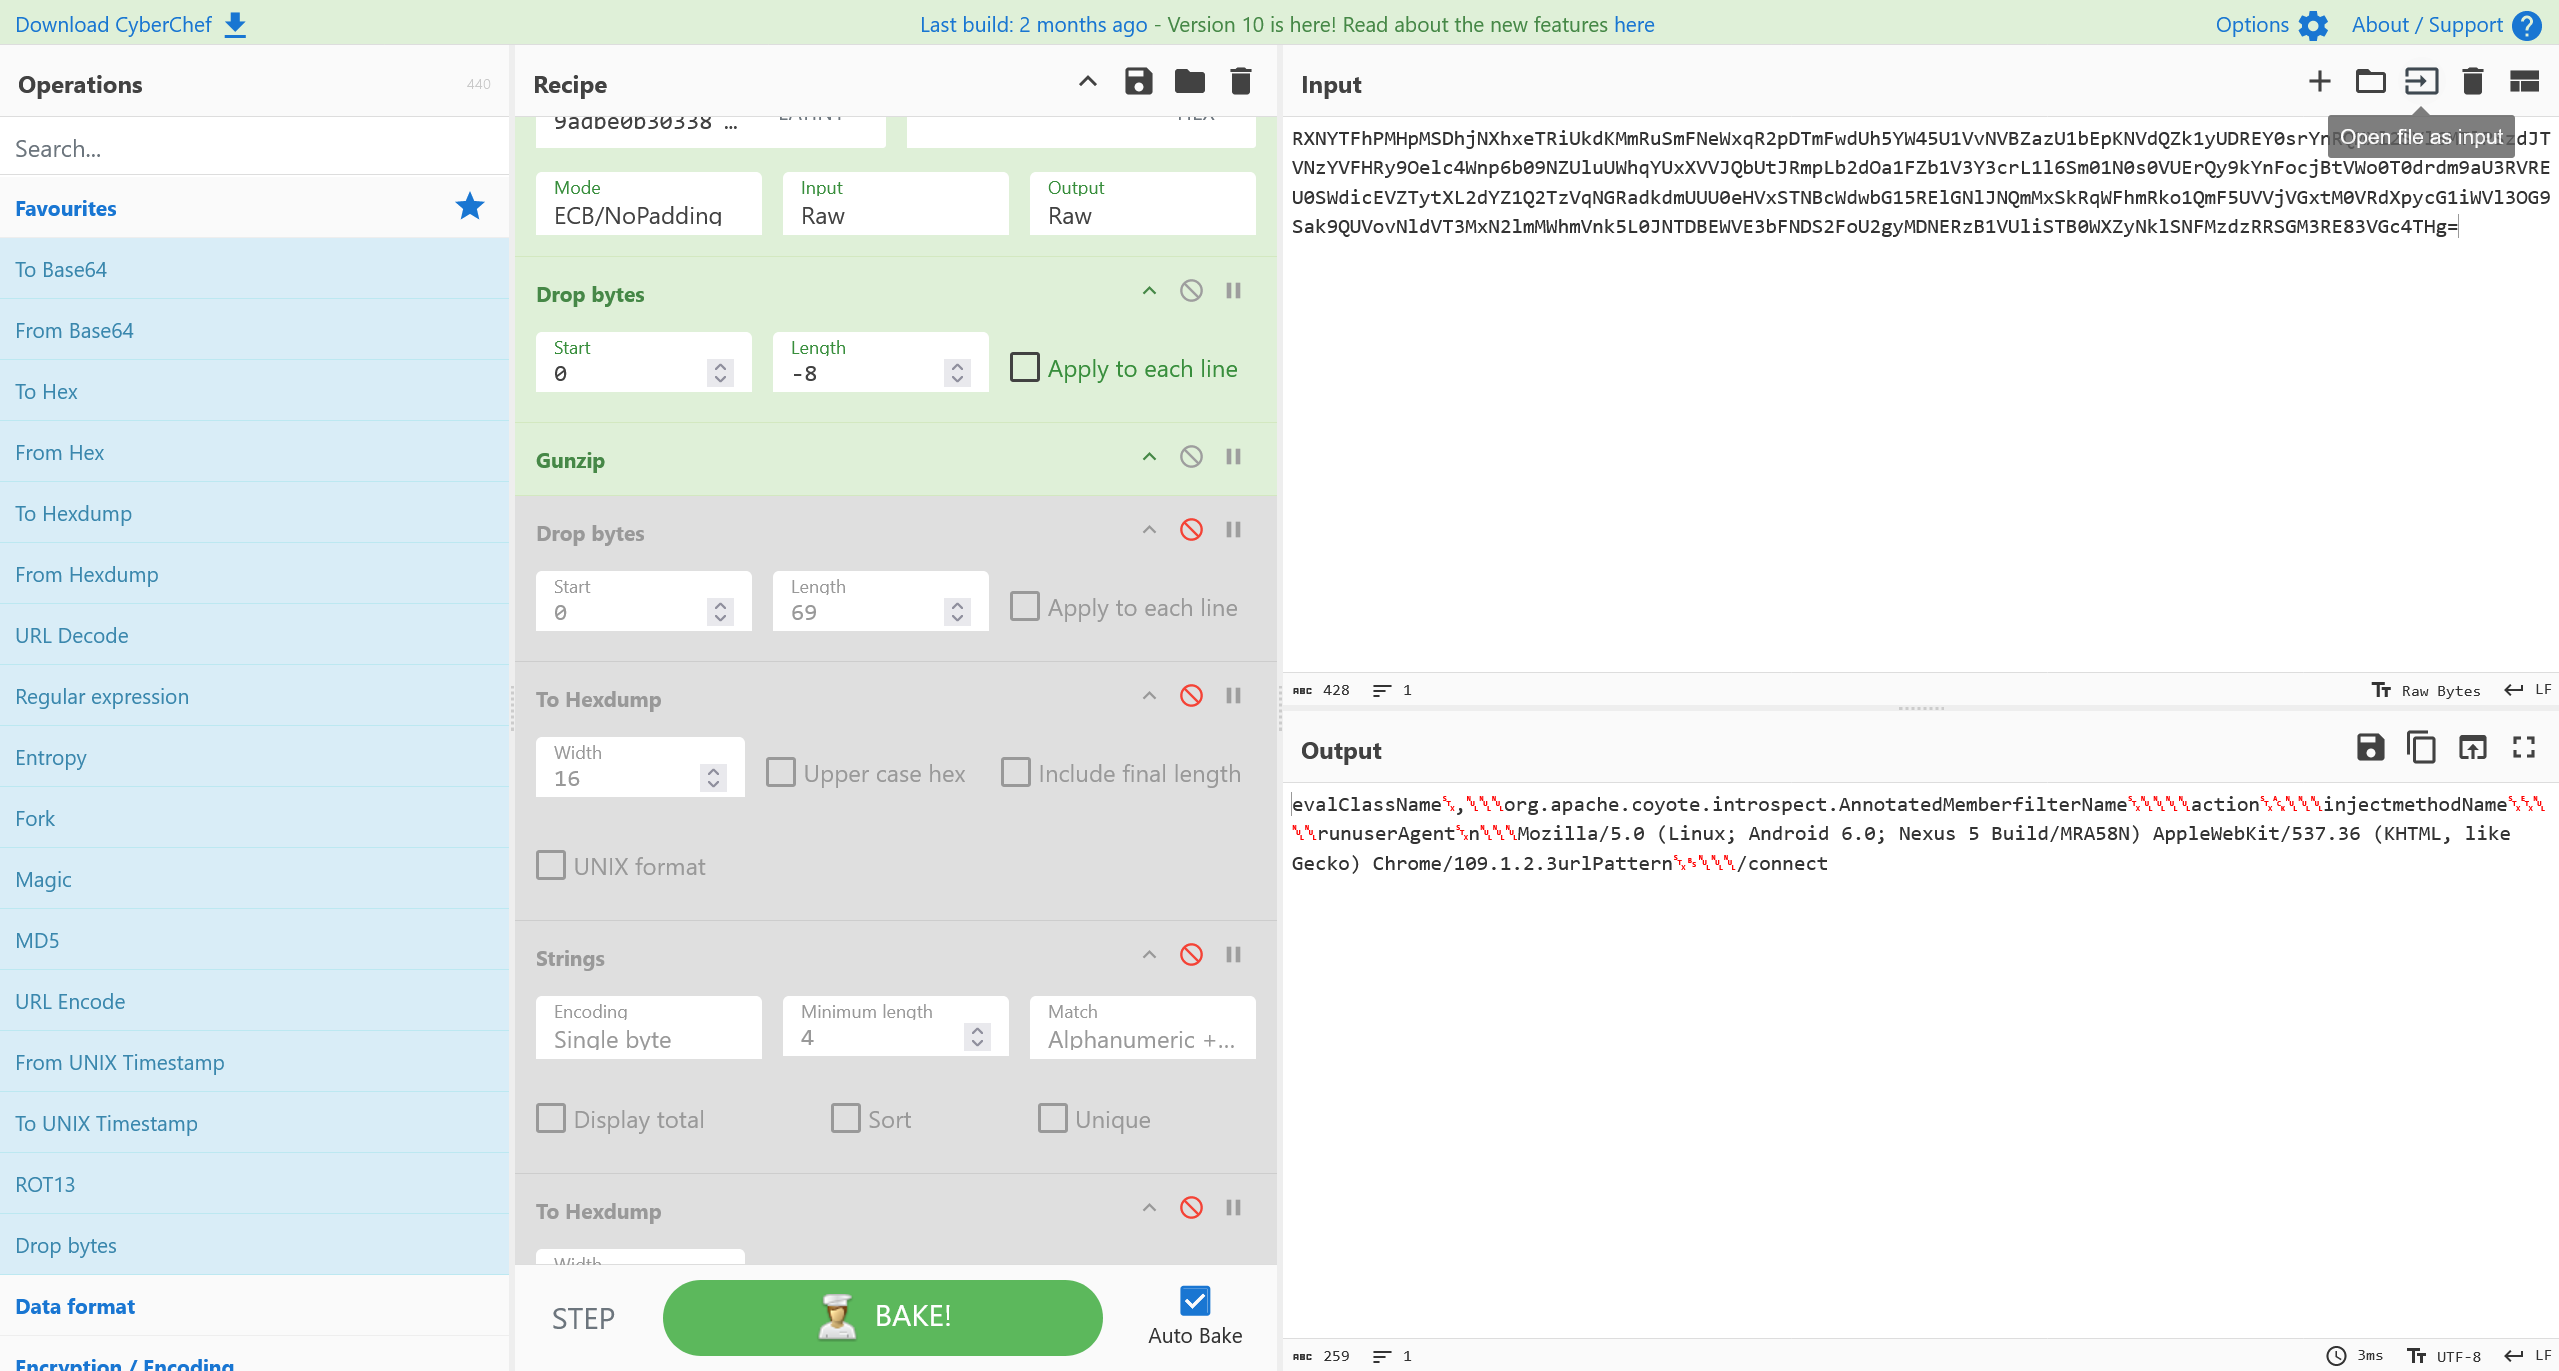 Download CyberChef
Last build: 2 months ago - Version 10 is here! Read about the new features here
Options
About / Support
Operations
440
Search...
Favourites
To Base64
From Base64
To Hex
From Hex
To Hexdump
From Hexdump
URL Decode
Regular expression
Entropy
Fork
Magic
MD5
URL Encode
From UNIX Timestamp
To UNIX Timestamp
ROT13
Drop bytes
Data format
Encryption / Encoding
Recipe
9adbe0b30338 …
LATIN1
HEX
Mode
ECB/NoPadding
Input
Raw
Output
Raw
Drop bytes
Start
0
Length
-8
Apply to each line
Gunzip
Drop bytes
Start
0
Length
69
Apply to each line
To Hexdump
Width
16
Upper case hex
Include final length
UNIX format
Strings
Encoding
Single byte
Minimum length
4
Match
Alphanumeric +...
Display total
Sort
Unique
To Hexdump
Width
STEP
BAKE!
Auto Bake
Input
Open file as input
abc 428
1
Raw Bytes
LF
Output
evalClassName,org.apache.coyote.introspect.AnnotatedMemberfilterNameactioninjectmethodName
runuserAgentnMozilla/5.0 (Linux; Android 6.0; Nexus 5 Build/MRA58N) AppleWebKit/537.36 (KHTML, like
Gecko) Chrome/109.1.2.3urlPattern/connect
abc 259
1
3ms
UTF-8
LF